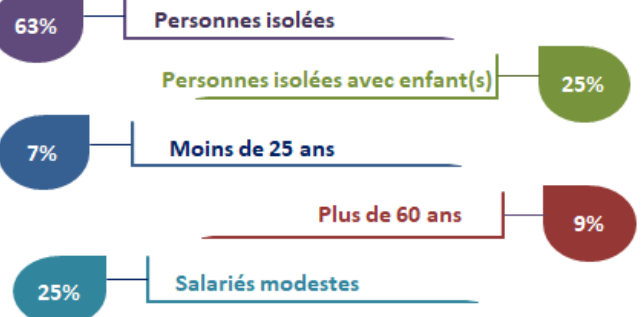 63% Personnes isolées
Personnes isolées avec enfant(s) 25%
7% Moins de 25 ans
Plus de 60 ans 9%
25% Salariés modestes